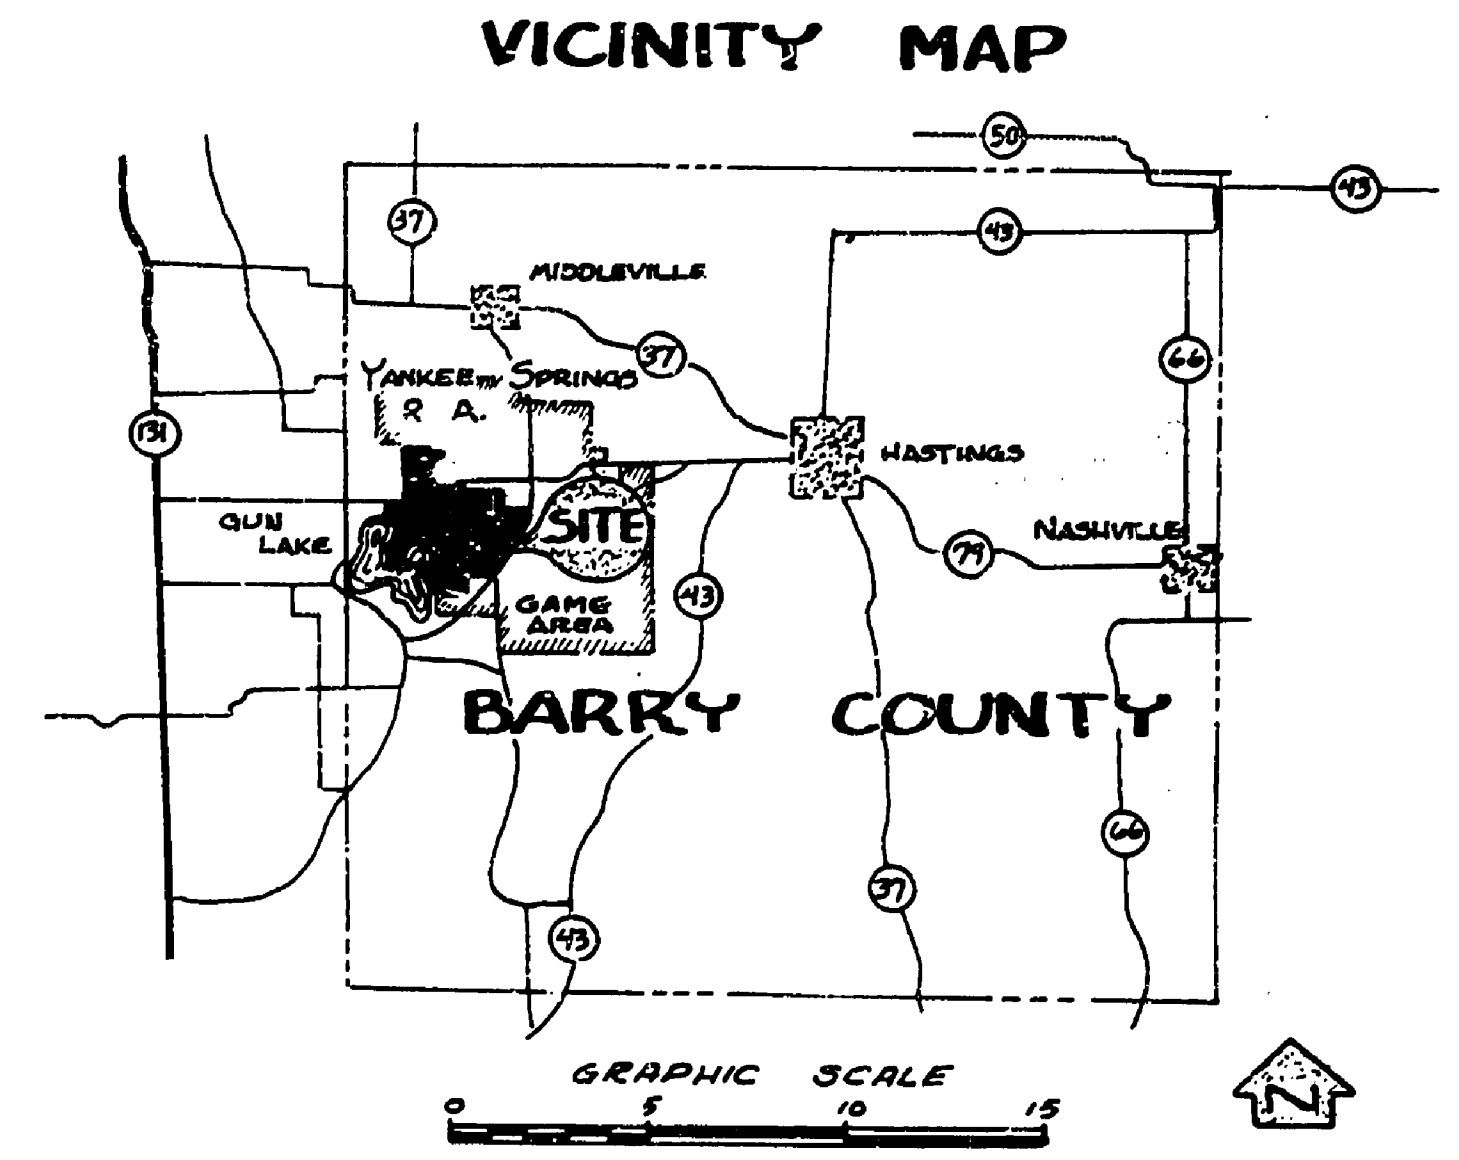 VICINITY MAP
50
43
37
43
MIDDLEVILLE
37
66
YANKEE SPRINGS
R A.
131
HASTINGS
GUN
LAKE
SITE
NASHVILLE
79
43
GAME
AREA
BARRY COUNTY
66
37
43
GRAPHIC SCALE
0 5 10 15
N